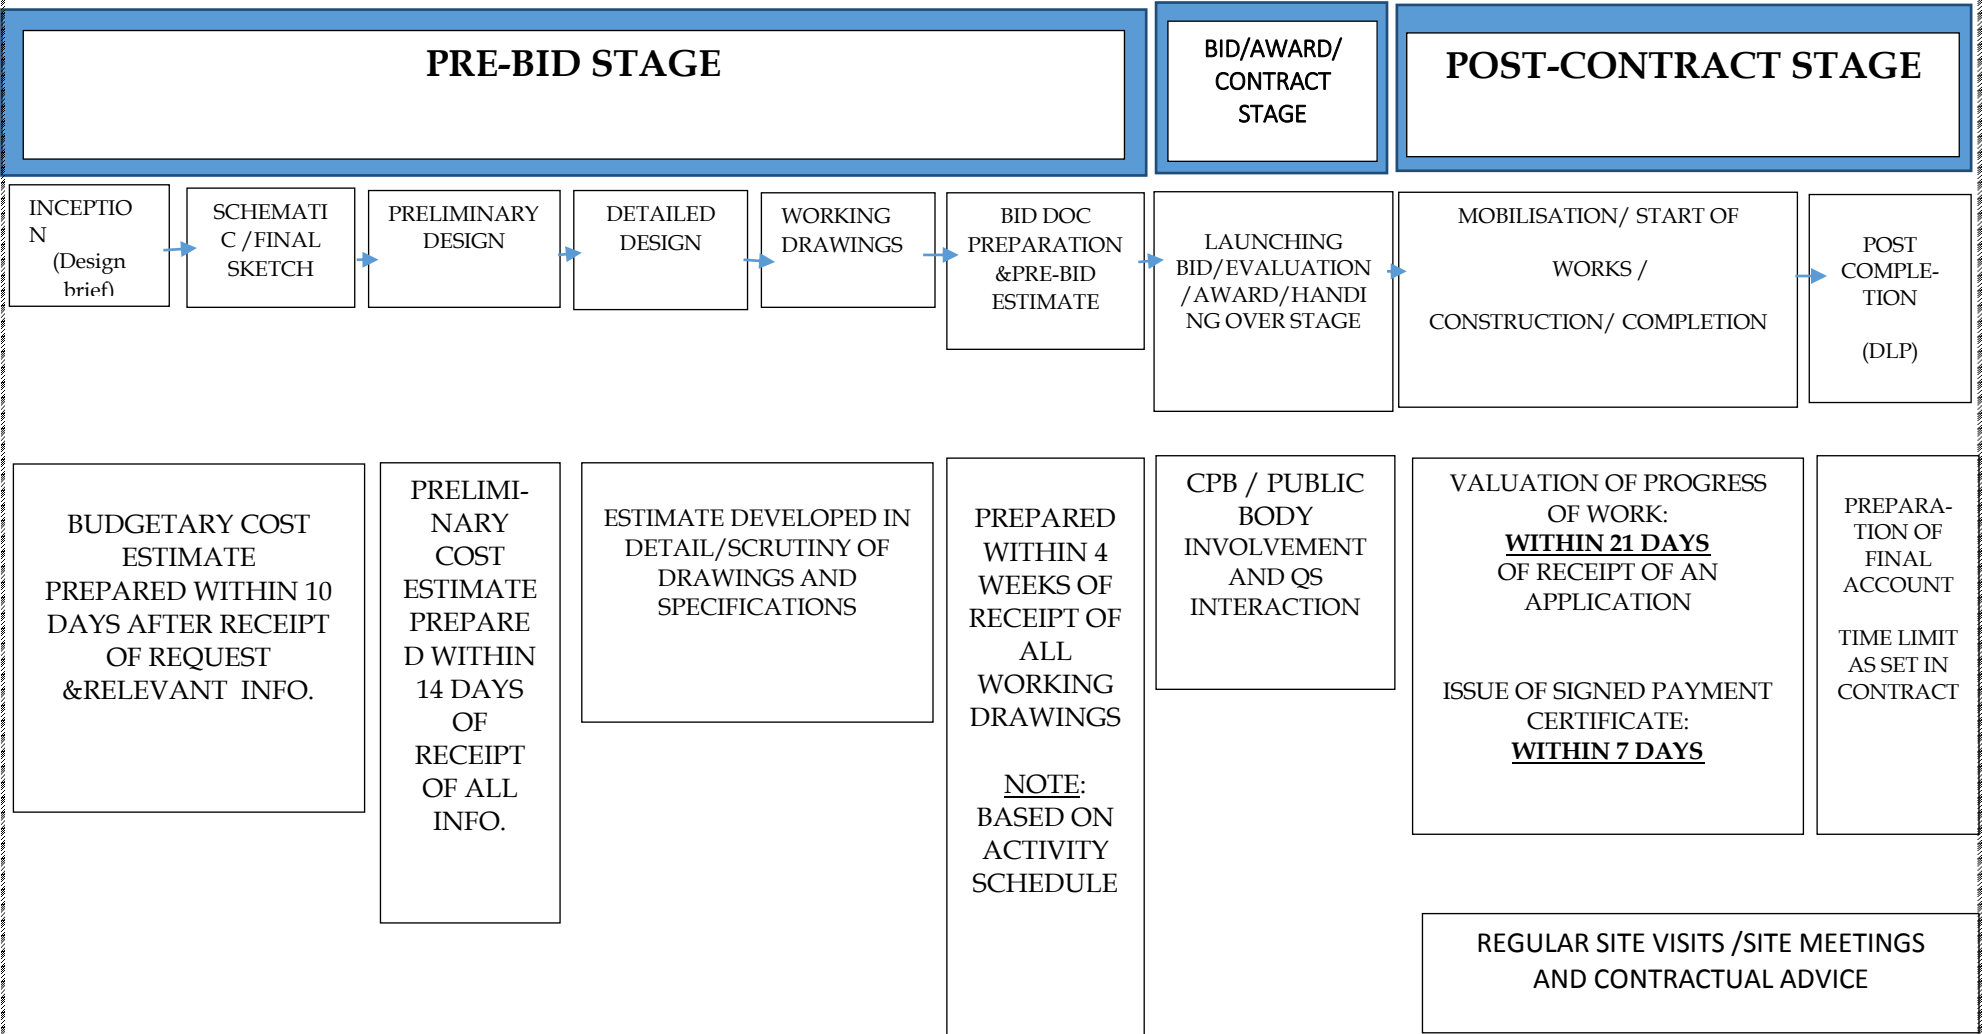 PRE-BID STAGE
BID/AWARD/
CONTRACT
STAGE
POST-CONTRACT STAGE
INCEPTIO
N
(Design
brief)
SCHEMATI
C /FINAL
SKETCH
PRELIMINARY
DESIGN
DETAILED
DESIGN
WORKING
DRAWINGS
BID DOC
PREPARATION
&PRE-BID
ESTIMATE
LAUNCHING
BID/EVALUATION
/AWARD/HANDI
NG OVER STAGE
MOBILISATION/ START OF
WORKS /
CONSTRUCTION/ COMPLETION
POST
COMPLE-
TION
(DLP)
BUDGETARY COST
ESTIMATE
PREPARED WITHIN 10
DAYS AFTER RECEIPT
OF REQUEST
&RELEVANT INFO.
PRELIMI-
NARY
COST
ESTIMATE
PREPARE
D WITHIN
14 DAYS
OF
RECEIPT
OF ALL
INFO.
ESTIMATE DEVELOPED IN
DETAIL/SCRUTINY OF
DRAWINGS AND
SPECIFICATIONS
PREPARED
WITHIN 4
WEEKS OF
RECEIPT OF
ALL
WORKING
DRAWINGS
NOTE:
BASED ON
ACTIVITY
SCHEDULE
CPB / PUBLIC
BODY
INVOLVEMENT
AND QS
INTERACTION
VALUATION OF PROGRESS
OF WORK:
WITHIN 21 DAYS
OF RECEIPT OF AN
APPLICATION
ISSUE OF SIGNED PAYMENT
CERTIFICATE:
WITHIN 7 DAYS
PREPARA-
TION OF
FINAL
ACCOUNT
TIME LIMIT
AS SET IN
CONTRACT
REGULAR SITE VISITS /SITE MEETINGS
AND CONTRACTUAL ADVICE